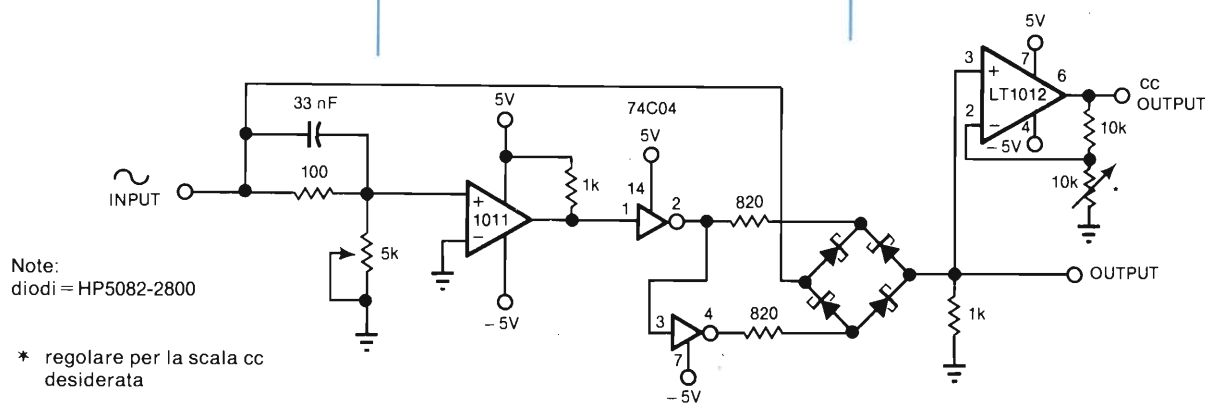 5V
3
7
6
+
LT1012
CC
OUTPUT
2
−
4
− 5V
10k
10k
*
33 nF
5V
74C04
5V
100
INPUT
1k
14
+
1011
−
1
2
820
5k
Note:
diodi = HP5082-2800
− 5V
3
4
820
7
− 5V
OUTPUT
1k
* regolare per la scala cc
desiderata